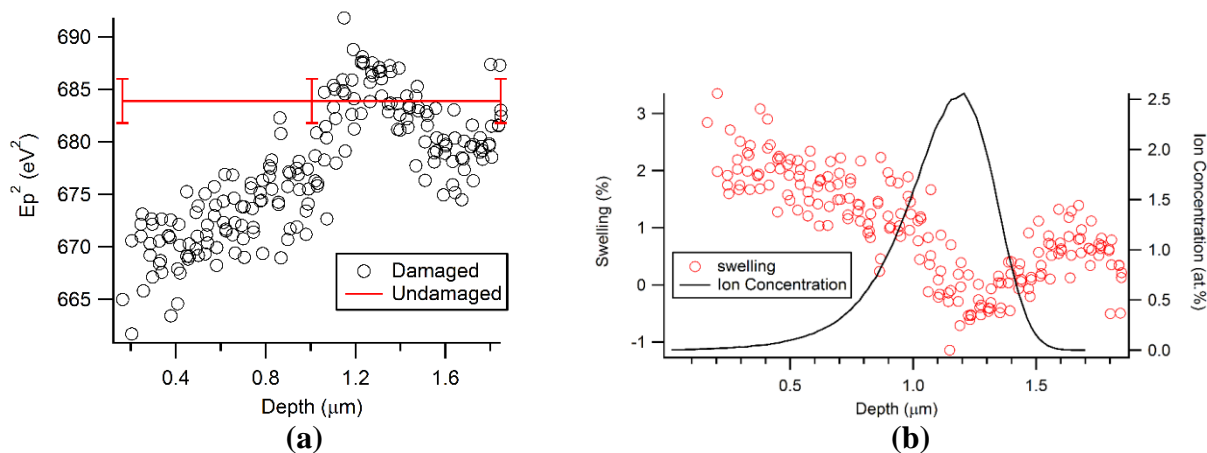 690
685
680
675
670
665
Ep² (eV²)
Damaged
Undamaged
0.4
0.8
1.2
1.6
Depth (μm)
(a)
3
2
1
0
-1
Swelling (%)
swelling
Ion Concentration
2.5
2.0
1.5
1.0
0.5
0.0
Ion Concentration (at.%)
0.5
1.0
1.5
Depth (μm)
(b)